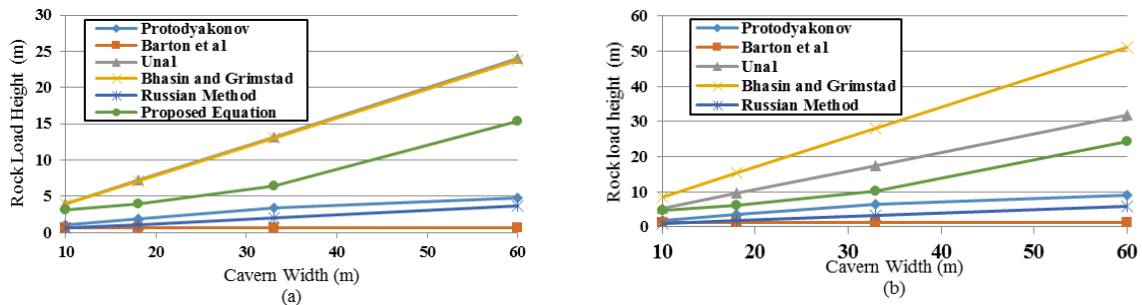 (a)
Rock Load Height (m)
30
25
20
15
10
5
0
Protodyakonov
Barton et al
Unal
Bhasin and Grimstad
Russian Method
Proposed Equation
10 20 30 40 50 60
Cavern Width (m)
(a)
(b)
Rock load height (m)
60
50
40
30
20
10
0
Protodyakonov
Barton et al
Unal
Bhasin and Grimstad
Russian Method
10 20 30 40 50 60
Cavern Width (m)
(b)